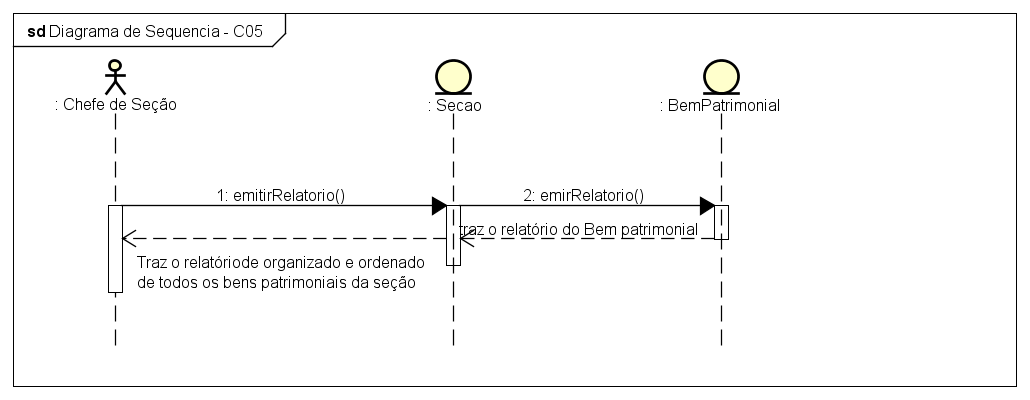 sd Diagrama de Sequencia - C05
: Chefe de Seção
: Secao
: BemPatrimonial
1: emitirRelatorio()
2: emirRelatorio()
traz o relatório do Bem patrimonial
Traz o relatóriode organizado e ordenado
de todos os bens patrimoniais da seção